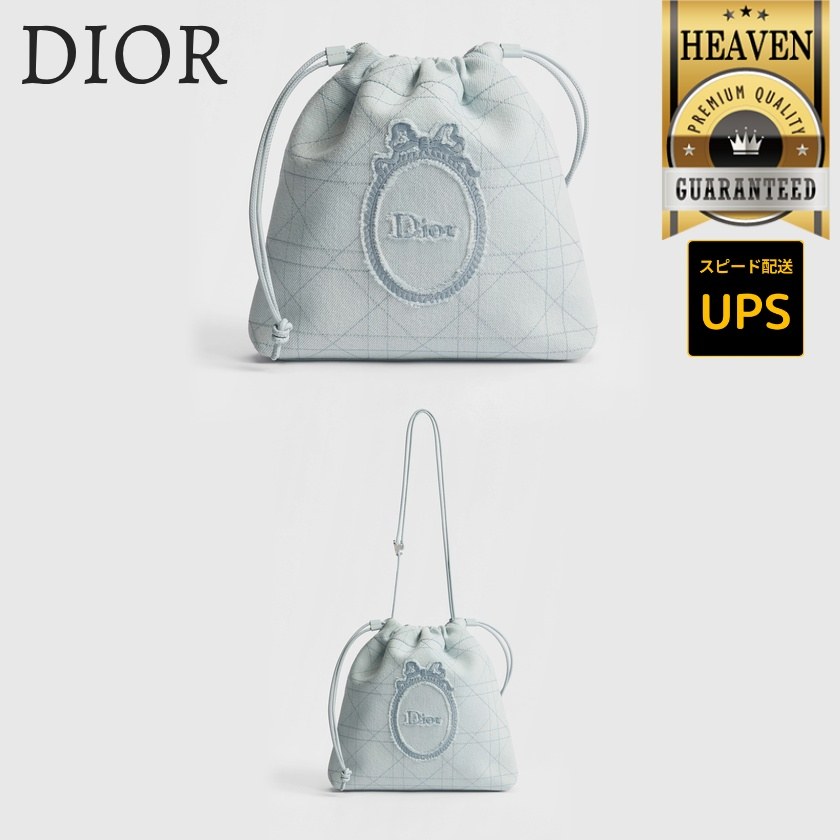 DIOR
HEAVEN
PREMIUM QUALITY
GUARANTEED
スピード配送
UPS
Dior
Dior